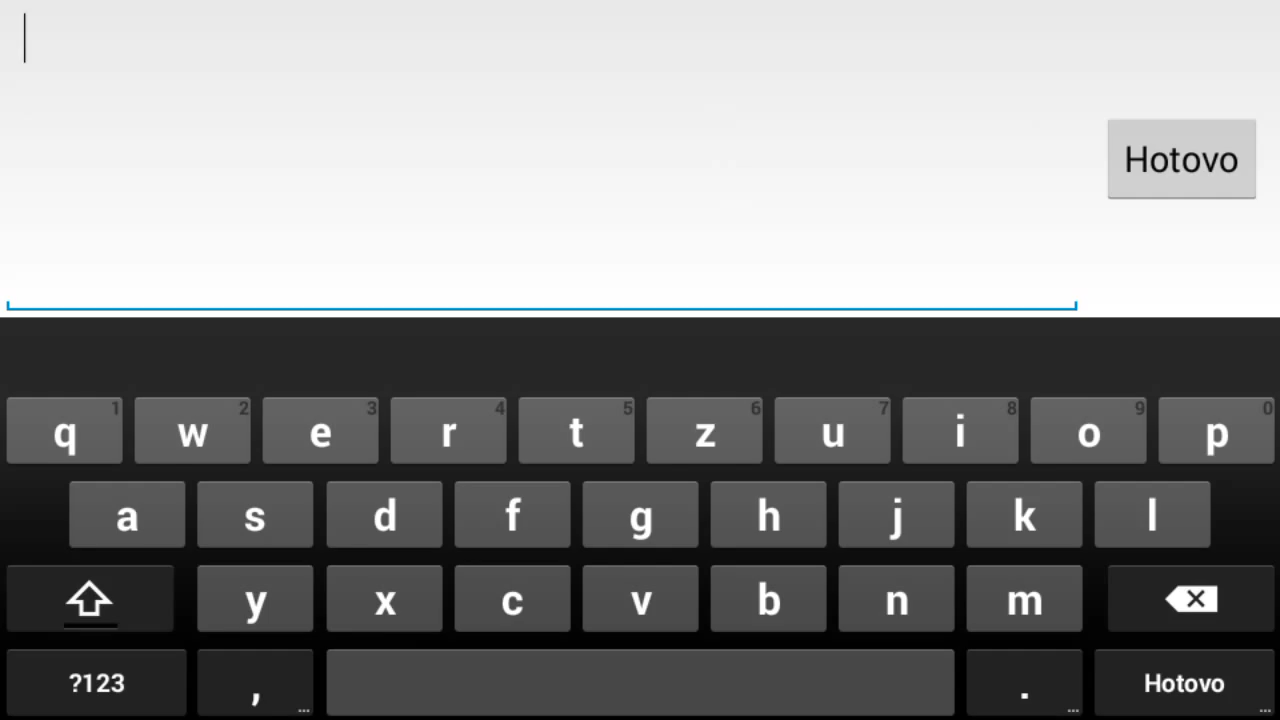 Hotovo
q 1 w 2 e 3 r 4 t 5 z 6 u 7 i 8 o 9 p 0
a s d f g h j k l
y x c v b n m
?123 , ... . ... Hotovo ...